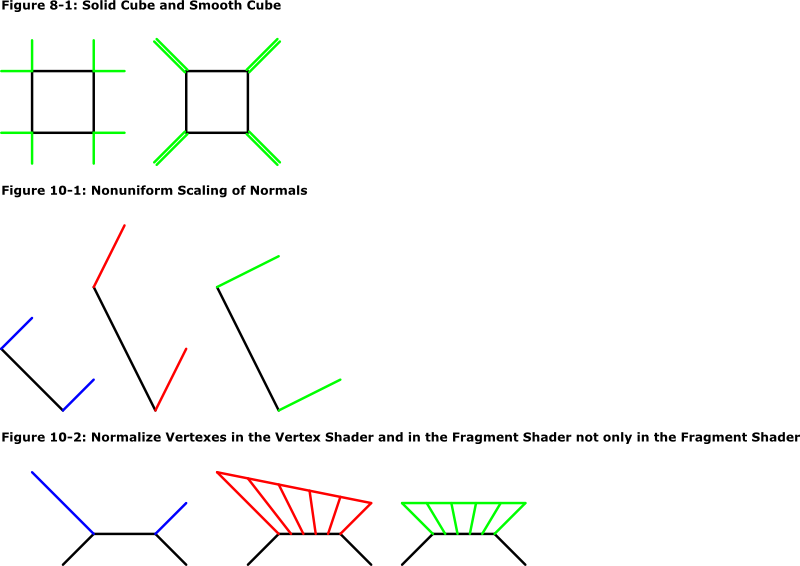 Figure 8-1: Solid Cube and Smooth Cube
Figure 10-1: Nonuniform Scaling of Normals
Figure 10-2: Normalize Vertexes in the Vertex Shader and in the Fragment Shader not only in the Fragment Shader